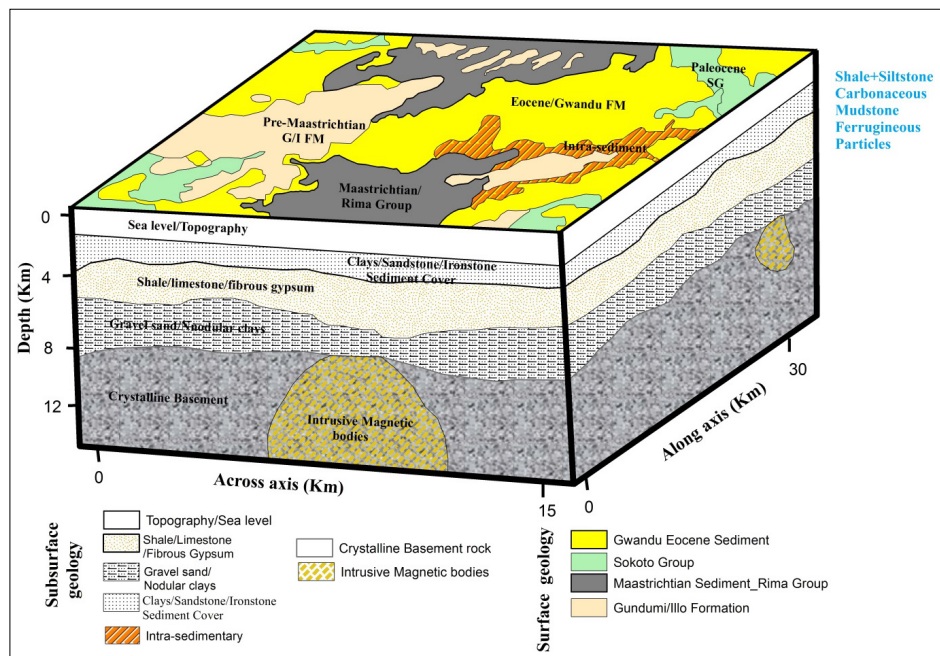 Paleocene
SG
Eocene/Gwandu FM
Pre-Maastrichtian
G/I FM
Intra-sediment
Maastrichtian/
Rima Group
Shale+Siltstone
Carbonaceous
Mudstone
Ferrugineous
Particles
0
4
8
12
Depth (Km)
Sea level/Topography
Clays/Sandstone/Ironstone
Sediment Cover
Shale/limestone/fibrous gypsum
Gravel sand/Nuodular clays
Crystalline Basement
Intrusive Magnetic
bodies
0
Across axis (Km)
15
0
Along axis (Km)
30
Subsurface
geology
Topography/Sea level
Shale/Limestone
/Fibrous Gypsum
Gravel sand/
Nodular clays
Clays/Sandstone/Ironstone
Sediment Cover
Intra-sedimentary
Crystalline Basement rock
Intrusive Magnetic bodies
Surface geology
Gwandu Eocene Sediment
Sokoto Group
Maastrichtian Sediment_Rima Group
Gundumi/Illo Formation